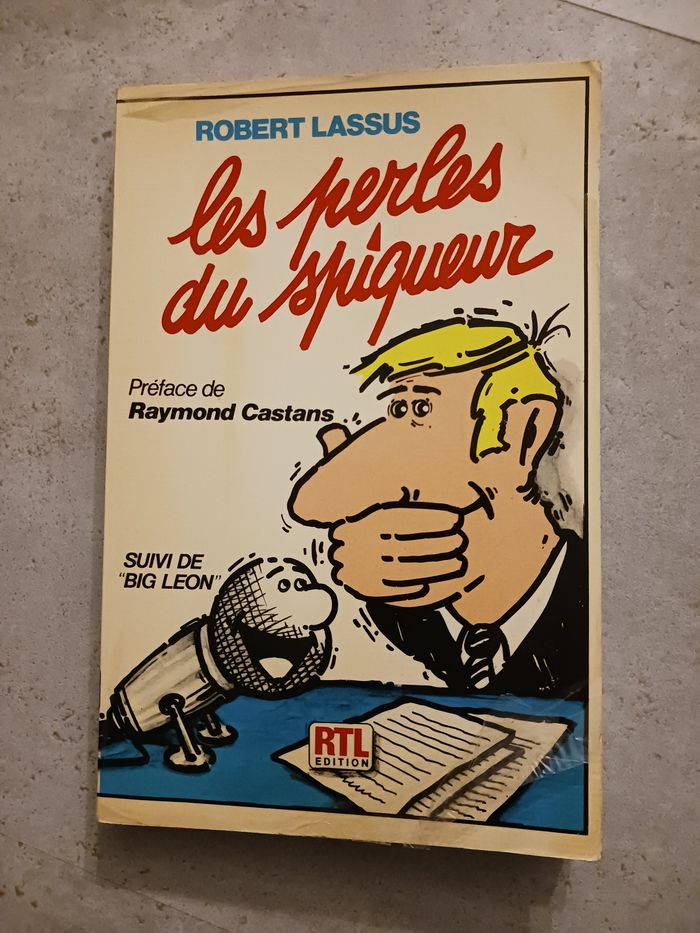 ROBERT LASSUS
les perles
du spiqueur
Préface de
Raymond Castans
SUIVI DE
"BIG LEON"
RTL
EDITION